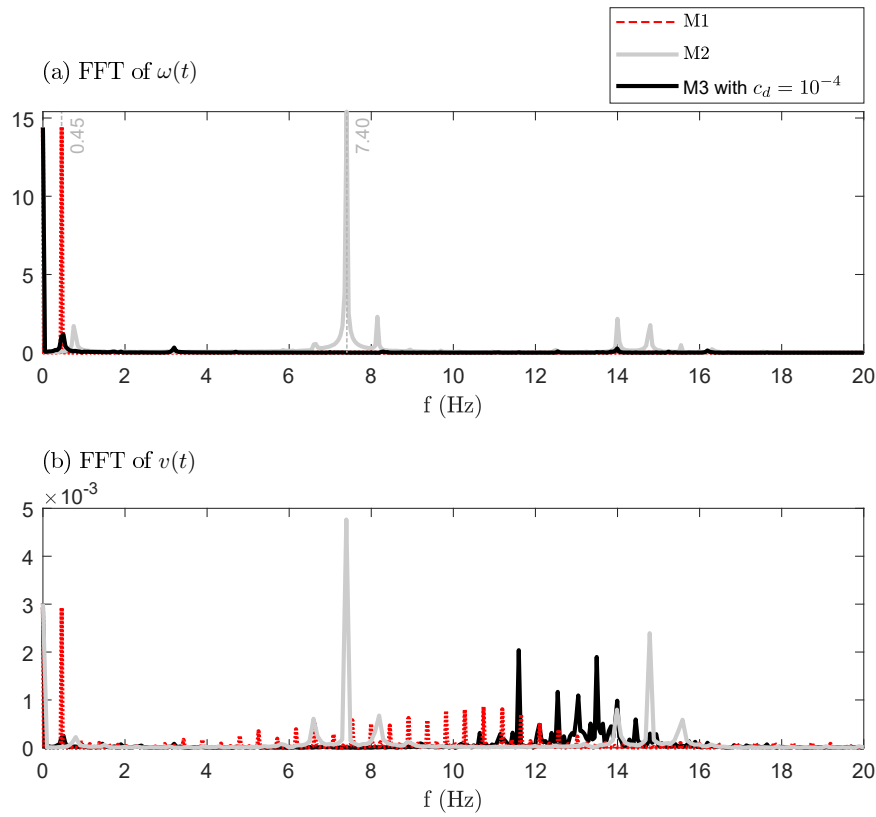 M1
M2
M3 with c_d = 10^-4
(a) FFT of ω(t)
15
10
5
0
0.45
7.40
0 2 4 6 8 10 12 14 16 18 20
f (Hz)
(b) FFT of v(t)
×10^-3
5
4
3
2
1
0
0 2 4 6 8 10 12 14 16 18 20
f (Hz)